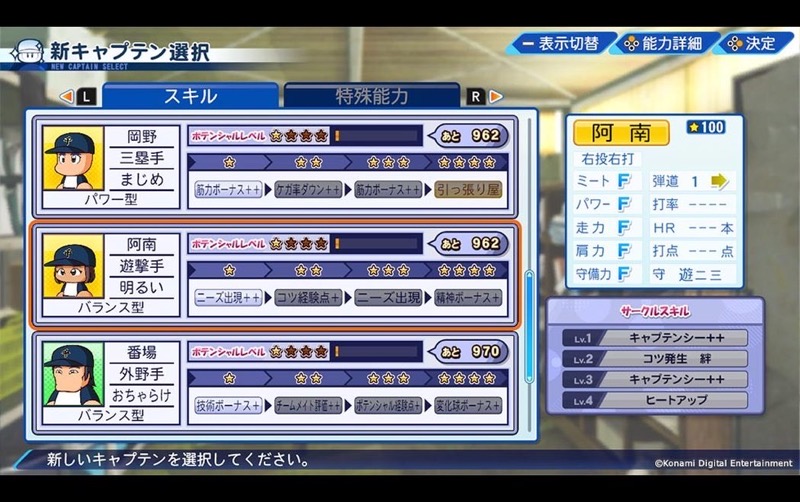 新キャプテン選択
NEW CAPTAIN SELECT
表示切替 能力詳細 決定
L スキル 特殊能力 R
岡野
三塁手
まじめ
パワー型
ポテンシャルレベル あと 962
筋力ボーナス++ ケガ率ダウン++ 筋力ボーナス++ 引っ張り屋
阿南
遊撃手
明るい
バランス型
ポテンシャルレベル あと 962
ニーズ出現++ コツ経験点+ ニーズ出現 精神ボーナス+
番場
外野手
おちゃらけ
バランス型
ポテンシャルレベル あと 970
技術ボーナス+ チームメイト評価++ ポテンシャル経験点+ 変化球ボーナス+
阿南 ★100
右投右打
ミート F 弾道 1
パワー F 打率 ----
走力 F HR ---本
肩力 F 打点 ---点
守備力 F 守 遊二三
サークルスキル
Lv.1 キャプテンシー++
Lv.2 コツ発生 絆
Lv.3 キャプテンシー++
Lv.4 ヒートアップ
新しいキャプテンを選択してください。
©Konami Digital Entertainment